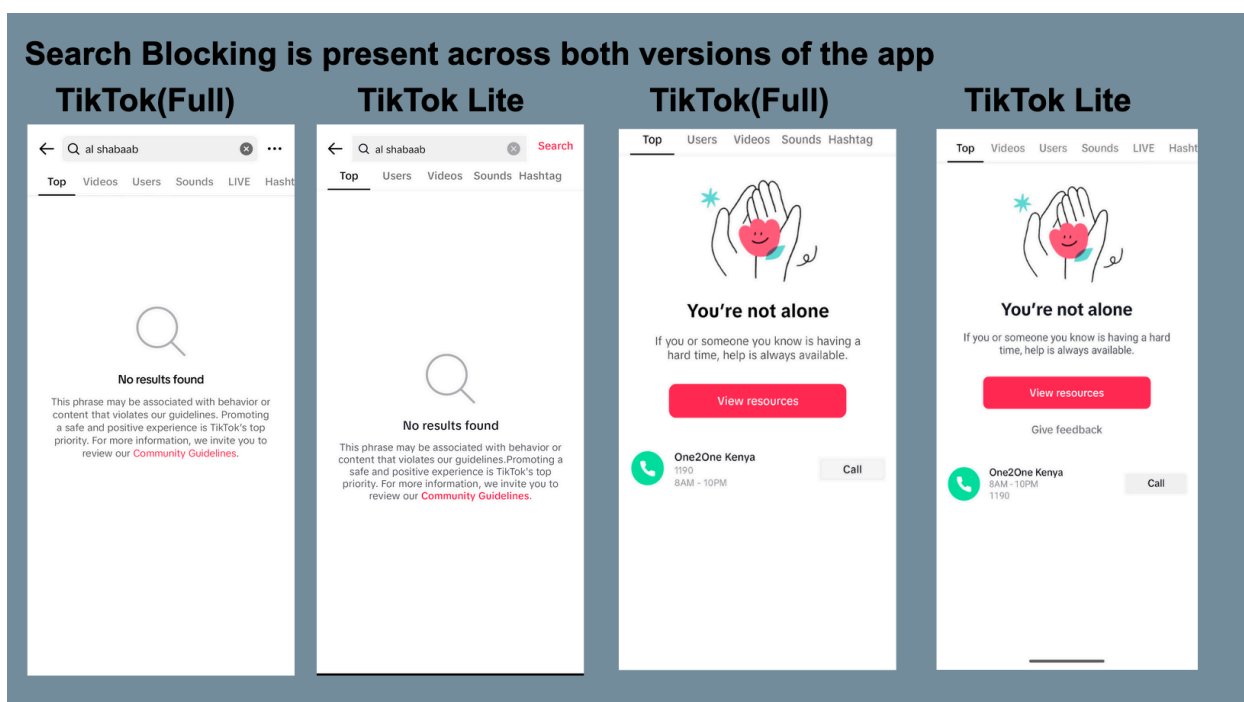 Search Blocking is present across both versions of the app
TikTok(Full)
TikTok Lite
TikTok(Full)
TikTok Lite
al shabaab
Top Videos Users Sounds LIVE Hasht
No results found
This phrase may be associated with behavior or
content that violates our guidelines. Promoting
a safe and positive experience is TikTok's top
priority. For more information, we invite you to
review our Community Guidelines.
al shabaab Search
Top Users Videos Sounds Hashtag
No results found
This phrase may be associated with behavior or
content that violates our guidelines.Promoting a
safe and positive experience is TikTok's top
priority. For more information, we invite you to
review our Community Guidelines.
Top Users Videos Sounds Hashtag
You're not alone
If you or someone you know is having a
hard time, help is always available.
View resources
One2One Kenya
1190
8AM - 10PM
Call
Top Videos Users Sounds LIVE Hasht
You're not alone
If you or someone you know is having a hard
time, help is always available.
View resources
Give feedback
One2One Kenya
8AM - 10PM
1190
Call